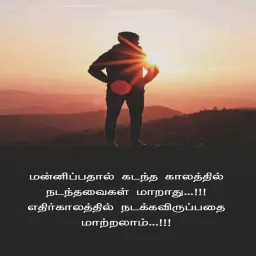 மன்னிப்பதால் கடந்த காலத்தில்
நடந்தவைகள் மாறாது...!!!
எதிர்காலத்தில் நடக்கவிருப்பதை
மாற்றலாம்...!!!